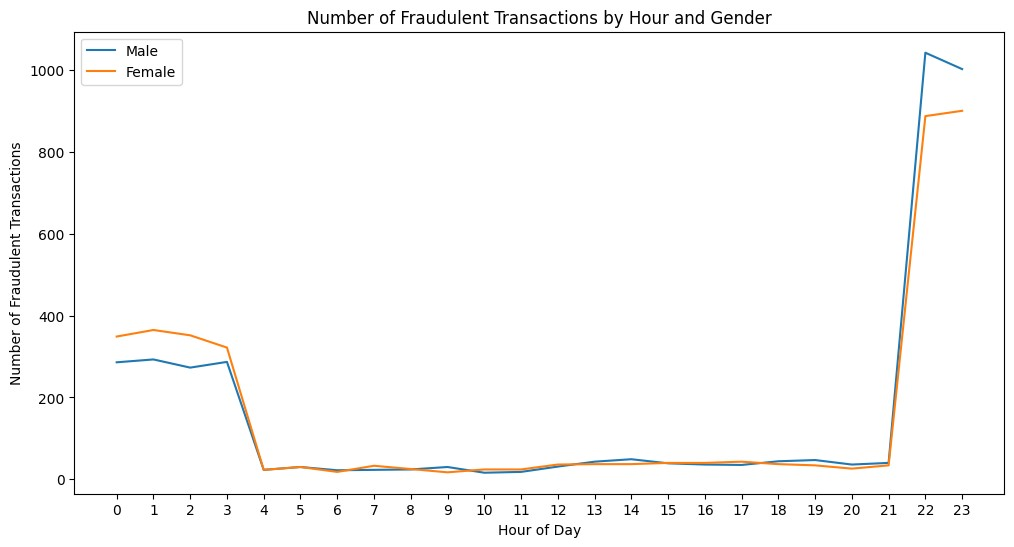 Number of Fraudulent Transactions by Hour and Gender
Male
Female
Number of Fraudulent Transactions
1000
800
600
400
200
0
0 1 2 3 4 5 6 7 8 9 10 11 12 13 14 15 16 17 18 19 20 21 22 23
Hour of Day